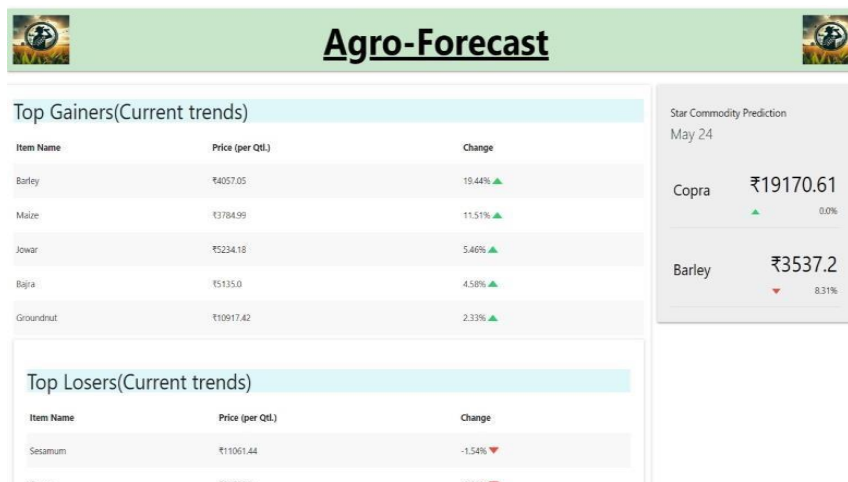 Agro-Forecast
Top Gainers(Current trends)
Item Name Price (per Qtl.) Change
Barley ₹4057.05 19.44%
Maize ₹3784.99 11.51%
Jowar ₹5234.18 5.46%
Bajra ₹5135.0 4.58%
Groundnut ₹10917.42 2.33%
Top Losers(Current trends)
Item Name Price (per Qtl.) Change
Sesamum ₹11061.44 -1.54%
Star Commodity Prediction
May 24
Copra ₹19170.61
0.0%
Barley ₹3537.2
8.31%